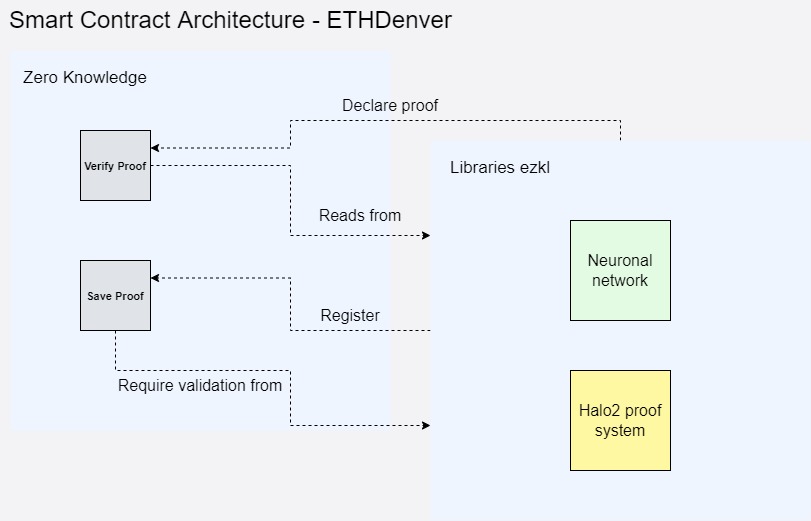 Smart Contract Architecture - ETHDenver
Zero Knowledge
Declare proof
Verify Proof
Libraries ezkl
Reads from
Neuronal
network
Save Proof
Register
Require validation from
Halo2 proof
system